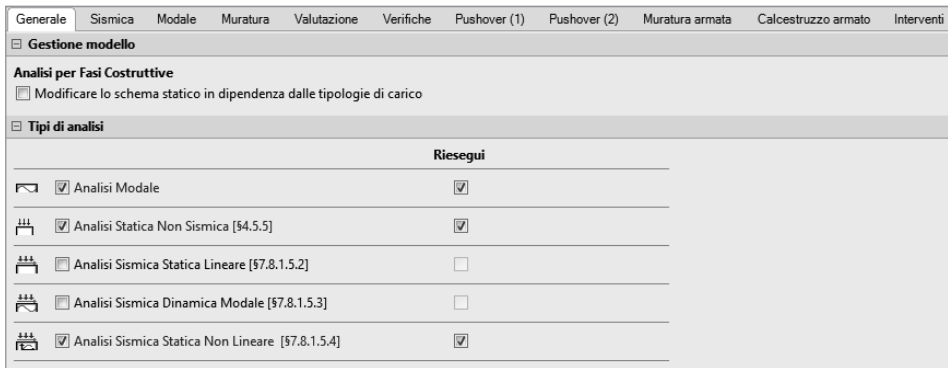 Generale Sismica Modale Muratura Valutazione Verifiche Pushover (1) Pushover (2) Muratura armata Calcestruzzo armato Interventi
Gestione modello
Analisi per Fasi Costruttive
Modificare lo schema statico in dipendenza dalle tipologie di carico
Tipi di analisi
Riesegui
Analisi Modale
Analisi Statica Non Sismica [§4.5.5]
Analisi Sismica Statica Lineare [§7.8.1.5.2]
Analisi Sismica Dinamica Modale [§7.8.1.5.3]
Analisi Sismica Statica Non Lineare [§7.8.1.5.4]